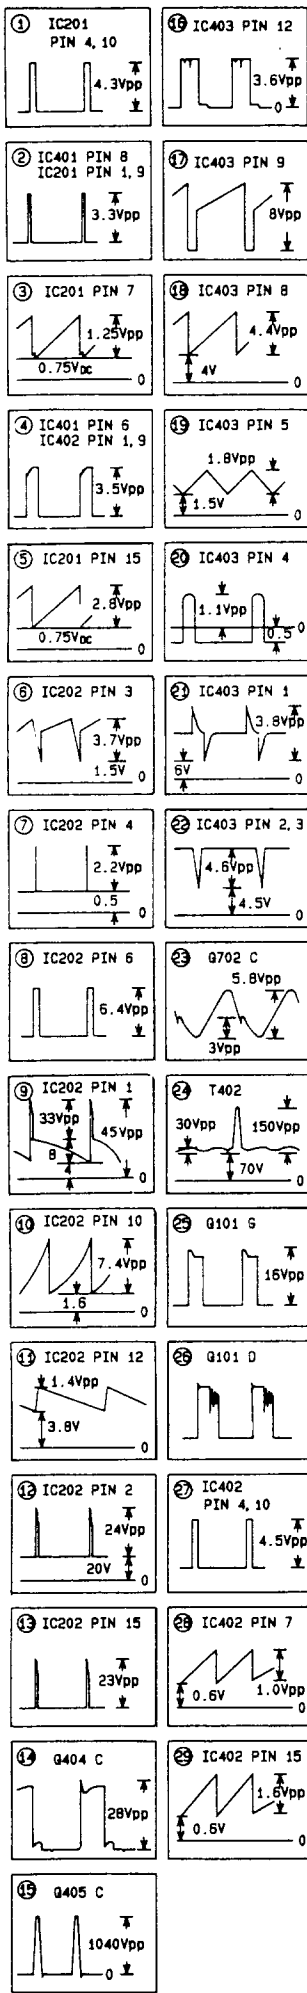 ① IC201
PIN 4, 10
4.3Vpp
② IC401 PIN 8
IC201 PIN 1, 9
3.3Vpp
③ IC201 PIN 7
1.25Vpp
0.75VDC
0
④ IC401 PIN 6
IC402 PIN 1, 9
3.5Vpp
⑤ IC201 PIN 15
2.8Vpp
0.75VDC
0
⑥ IC202 PIN 3
3.7Vpp
1.5V
0
⑦ IC202 PIN 4
2.2Vpp
0.5
0
⑧ IC202 PIN 6
6.4Vpp
⑨ IC202 PIN 1
33Vpp
45Vpp
8
0
⑩ IC202 PIN 10
7.4Vpp
1.6
0
⑪ IC202 PIN 12
1.4Vpp
3.8V
0
⑫ IC202 PIN 2
24Vpp
20V
0
⑬ IC202 PIN 15
23Vpp
⑭ Q404 C
28Vpp
⑮ Q405 C
1040Vpp
0
⑯ IC403 PIN 12
3.6Vpp
0
⑰ IC403 PIN 9
8Vpp
⑱ IC403 PIN 8
4.4Vpp
4V
0
⑲ IC403 PIN 5
1.8Vpp
1.5V
0
⑳ IC403 PIN 4
1.1Vpp
0
0.5
㉑ IC403 PIN 1
3.8Vpp
6V
0
㉒ IC403 PIN 2, 3
4.6Vpp
4.5V
0
㉓ Q702 C
5.8Vpp
3Vpp
㉔ T402
30Vpp
150Vpp
70V
0
㉕ Q101 G
16Vpp
㉖ Q101 D
㉗ IC402
PIN 4, 10
4.5Vpp
㉘ IC402 PIN 7
0.6V
1.0Vpp
0
㉙ IC402 PIN 15
1.6Vpp
0.6V
0